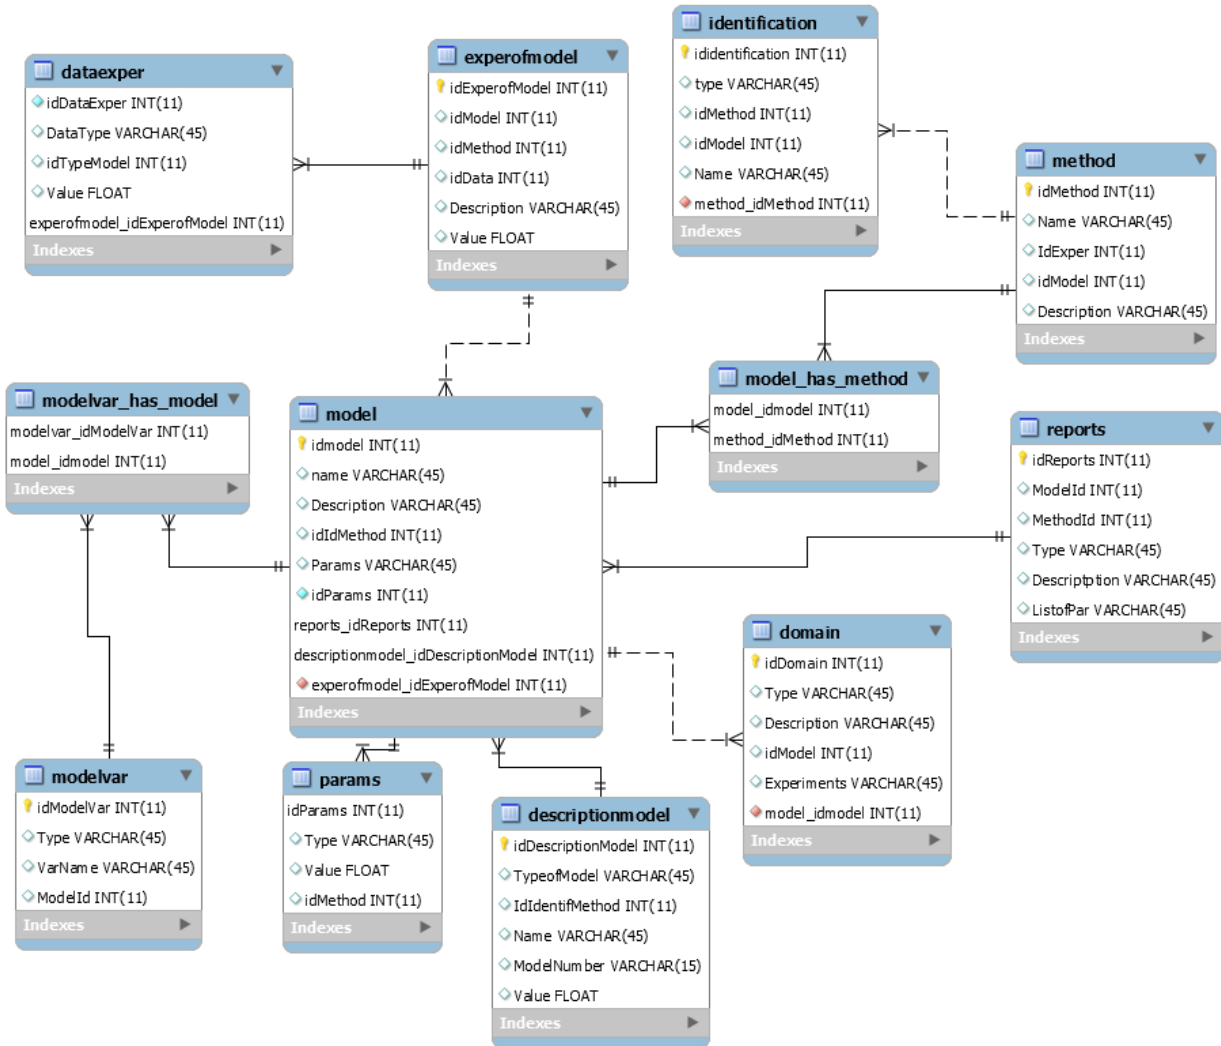 dataexper
idDataExper INT(11)
DataType VARCHAR(45)
idTypeModel INT(11)
Value FLOAT
experofmodel_idExperofModel INT(11)
Indexes
experofmodel
idExperofModel INT(11)
idModel INT(11)
idMethod INT(11)
idData INT(11)
Description VARCHAR(45)
Value FLOAT
Indexes
identification
ididentification INT(11)
type VARCHAR(45)
idMethod INT(11)
idModel INT(11)
Name VARCHAR(45)
method_idMethod INT(11)
Indexes
method
idMethod INT(11)
Name VARCHAR(45)
IdExper INT(11)
idModel INT(11)
Description VARCHAR(45)
Indexes
modelvar_has_model
modelvar_idModelVar INT(11)
model_idmodel INT(11)
Indexes
model
idmodel INT(11)
name VARCHAR(45)
Description VARCHAR(45)
idIdMethod INT(11)
Params VARCHAR(45)
idParams INT(11)
reports_idReports INT(11)
descriptionmodel_idDescriptionModel INT(11)
experofmodel_idExperofModel INT(11)
Indexes
model_has_method
model_idmodel INT(11)
method_idMethod INT(11)
Indexes
reports
idReports INT(11)
ModelId INT(11)
MethodId INT(11)
Type VARCHAR(45)
Descriptption VARCHAR(45)
ListofPar VARCHAR(45)
Indexes
domain
idDomain INT(11)
Type VARCHAR(45)
Description VARCHAR(45)
idModel INT(11)
Experiments VARCHAR(45)
model_idmodel INT(11)
Indexes
modelvar
idModelVar INT(11)
Type VARCHAR(45)
VarName VARCHAR(45)
ModelId INT(11)
Indexes
params
idParams INT(11)
Type VARCHAR(45)
Value FLOAT
idMethod INT(11)
Indexes
descriptionmodel
idDescriptionModel INT(11)
TypeofModel VARCHAR(45)
IdIdentifMethod INT(11)
Name VARCHAR(45)
ModelNumber VARCHAR(15)
Value FLOAT
Indexes